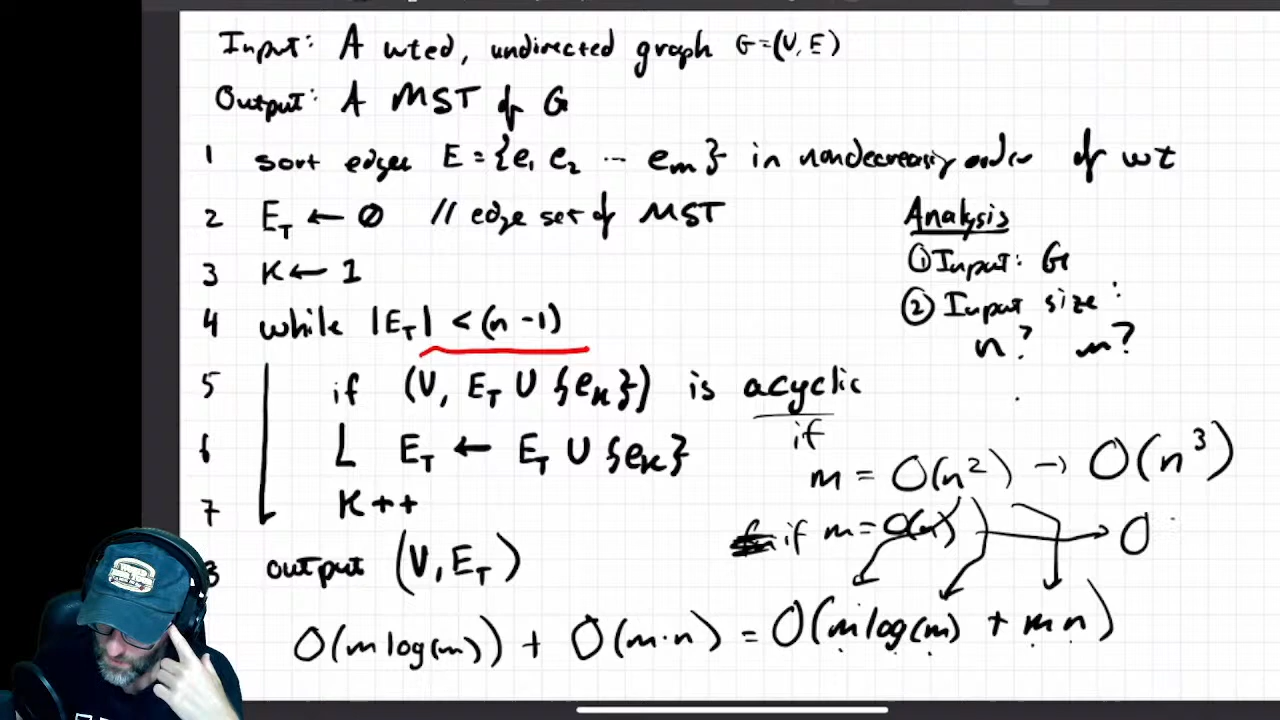 Input: A wted, undirected graph G=(V, E)
Output: A MST of G
1 sort edges E = {e1 e2 ... em} in nondecreasing order of wt
2 ET ← ∅ // edge set of MST
3 K ← 1
4 while |ET| < (n - 1)
5 if (V, ET ∪ {eK}) is acyclic
6 ET ← ET ∪ {eK}
7 K++
8 output (V, ET)
O(m log(m)) + O(m·n) = O(m log(m) + m n)
Analysis
① Input: G
② Input size:
n? m?
if
m = O(n²) → O(n³)
if m = O(n) → O